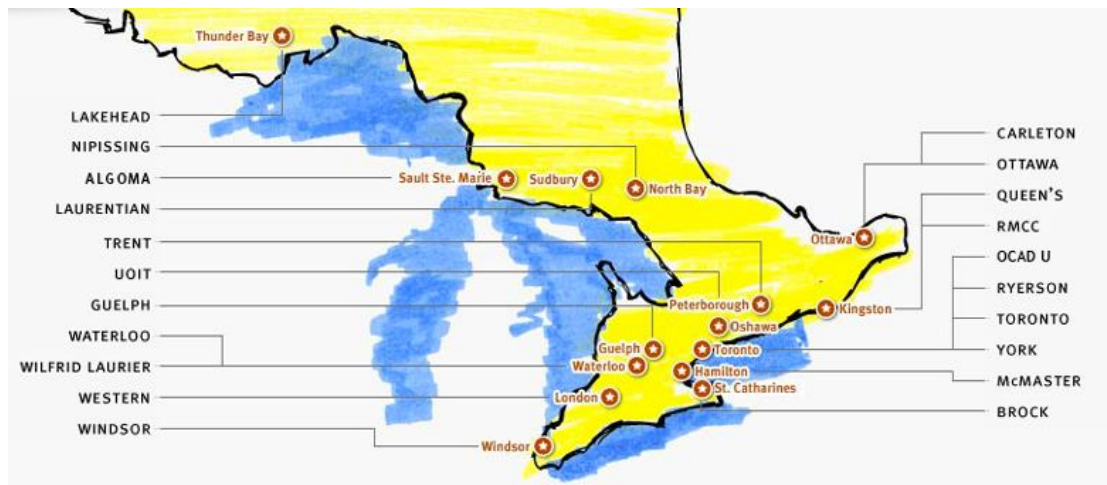 Thunder Bay
LAKEHEAD
NIPISSING
ALGOMA
LAURENTIAN
TRENT
UOIT
GUELPH
WATERLOO
WILFRID LAURIER
WESTERN
WINDSOR
Sault Ste. Marie
Sudbury
North Bay
Ottawa
Peterborough
Kingston
Oshawa
Guelph
Toronto
Waterloo
Hamilton
St. Catharines
London
Windsor
CARLETON
OTTAWA
QUEEN'S
RMCC
OCAD U
RYERSON
TORONTO
YORK
McMASTER
BROCK